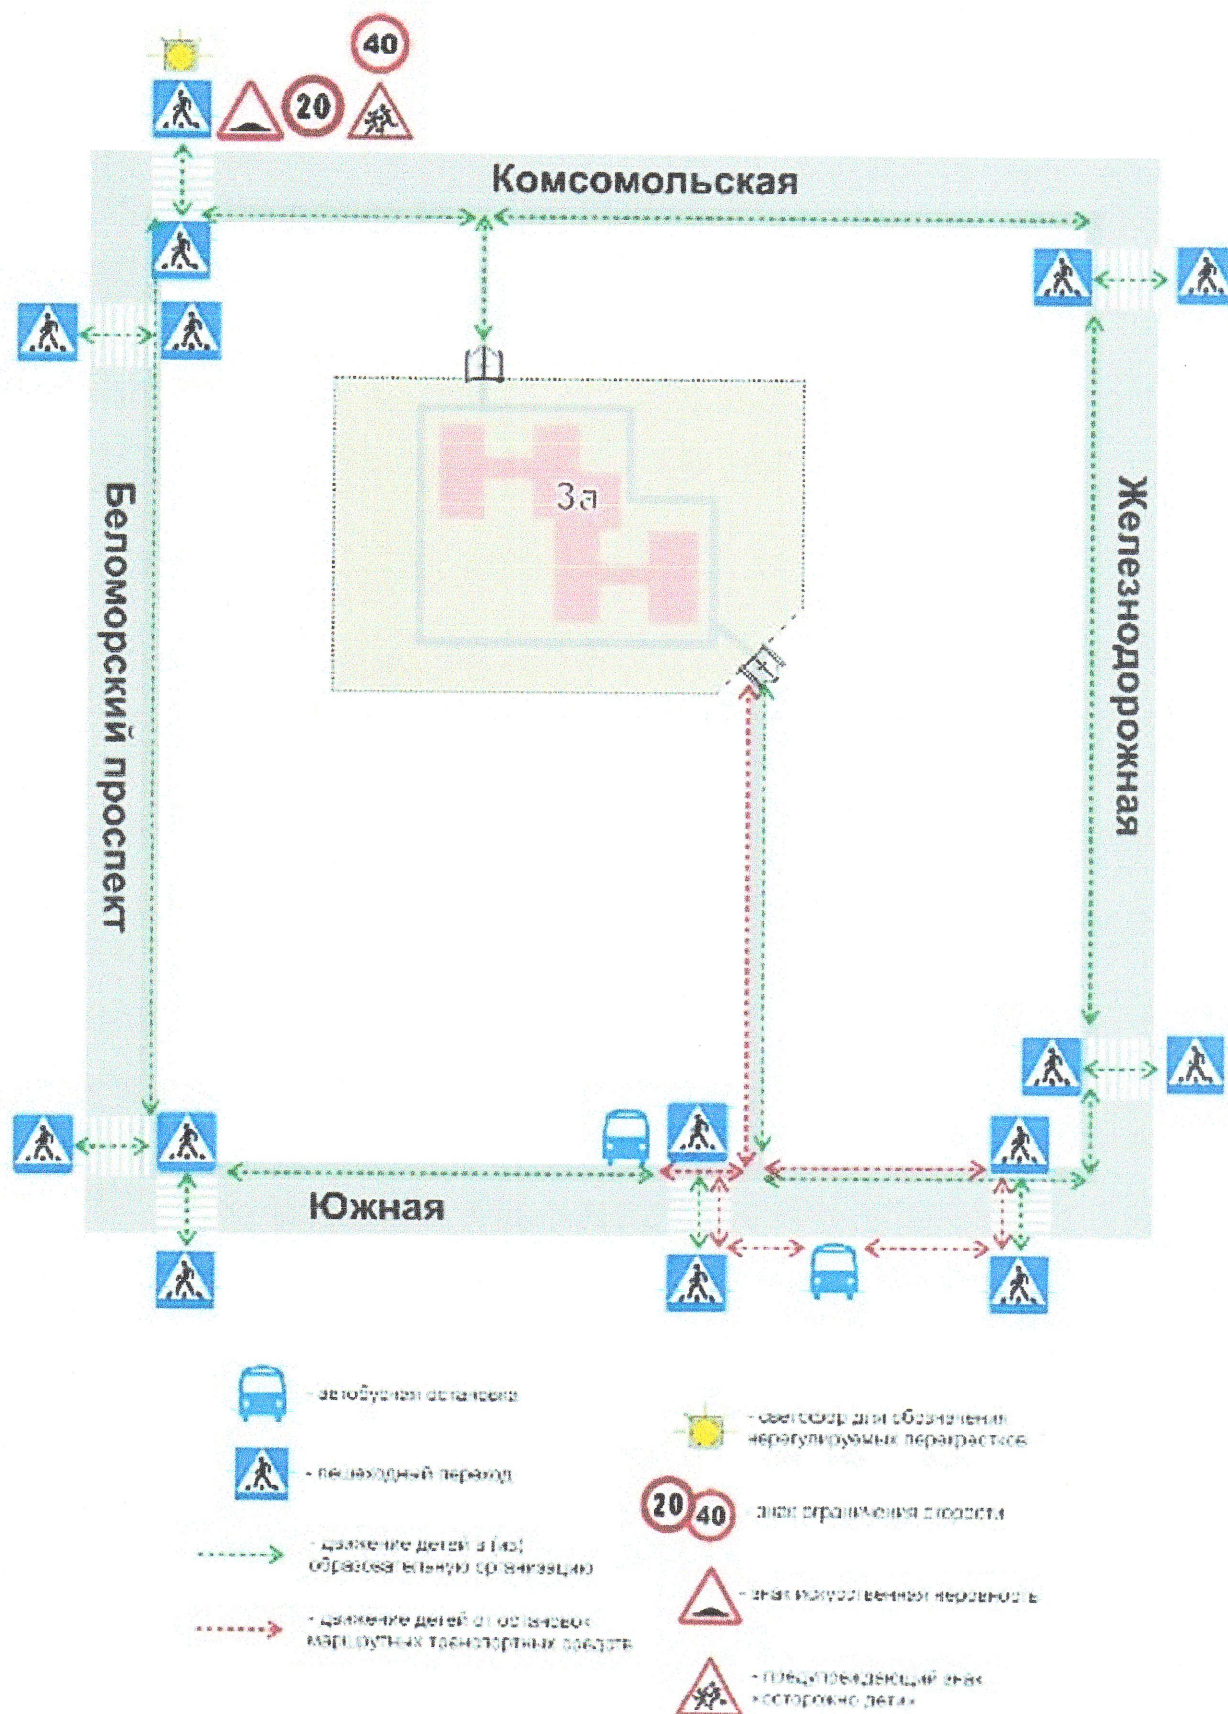 40
20
Комсомольская
3а
Беломорский проспект
Железнодорожная
Южная
- автобусная остановка
- пешеходный переход
- движение детей в (из)
образовательную организацию
- движение детей от остановок
маршрутных транспортных средств
- светофор для обозначения
нерегулируемых перекрастков
20 40
- знак ограничения скорости
- знак искусственная неровность
- предупреждающий знак
«осторожно дети»